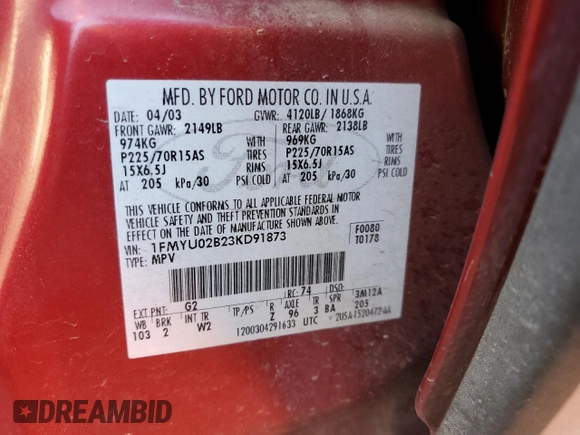 MFD. BY FORD MOTOR CO. IN U.S.A.
DATE: 04/03 GVWR: 4120LB/1868KG
FRONT GAWR: 2149LB REAR GAWR: 2138LB
974KG 969KG
P225/70R15AS TIRES P225/70R15AS TIRES
15X6.5J RIMS 15X6.5J RIMS
AT 205 kPa/30 PSI COLD AT 205 kPa/30 PSI COLD
THIS VEHICLE CONFORMS TO ALL APPLICABLE FEDERAL MOTOR
VEHICLE SAFETY AND THEFT PREVENTION STANDARDS IN
EFFECT ON THE DATE OF MANUFACTURE SHOWN ABOVE.
VIN: 1FMYU02B23KD91873 F0080
TYPE: MPV T0178
RC: 74 DSO:
EXT PNT: G2 3M12A
WB BRK INT TR TP/PS R AXLE TR SPR 205
103 2 W2 Z 96 3 BA
1200304291633 UTC
Ford
DREAMBID